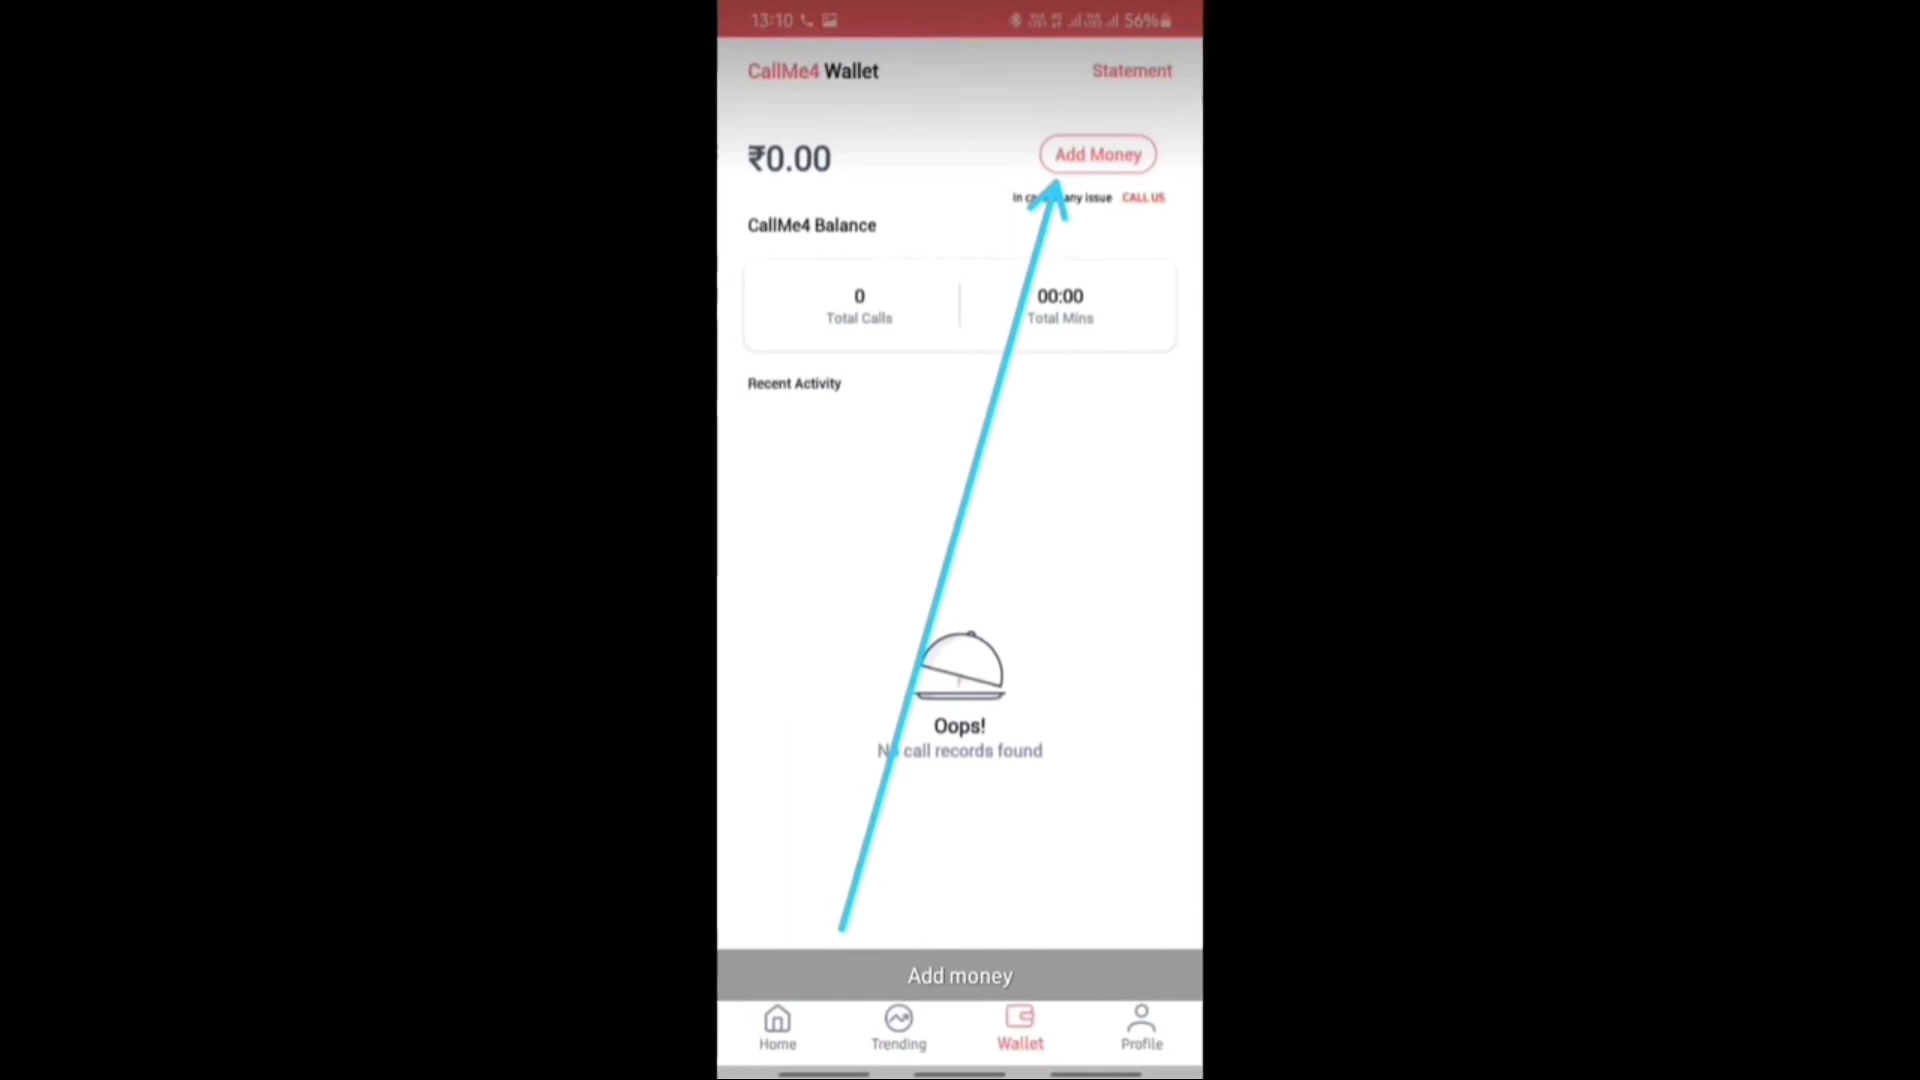 13:10 56%
CallMe4 Wallet Statement
₹0.00 Add Money
any issue CALL US
CallMe4 Balance
0 00:00
Total Calls Total Mins
Recent Activity
Oops!
No call records found
Add money
Home Trending Wallet Profile